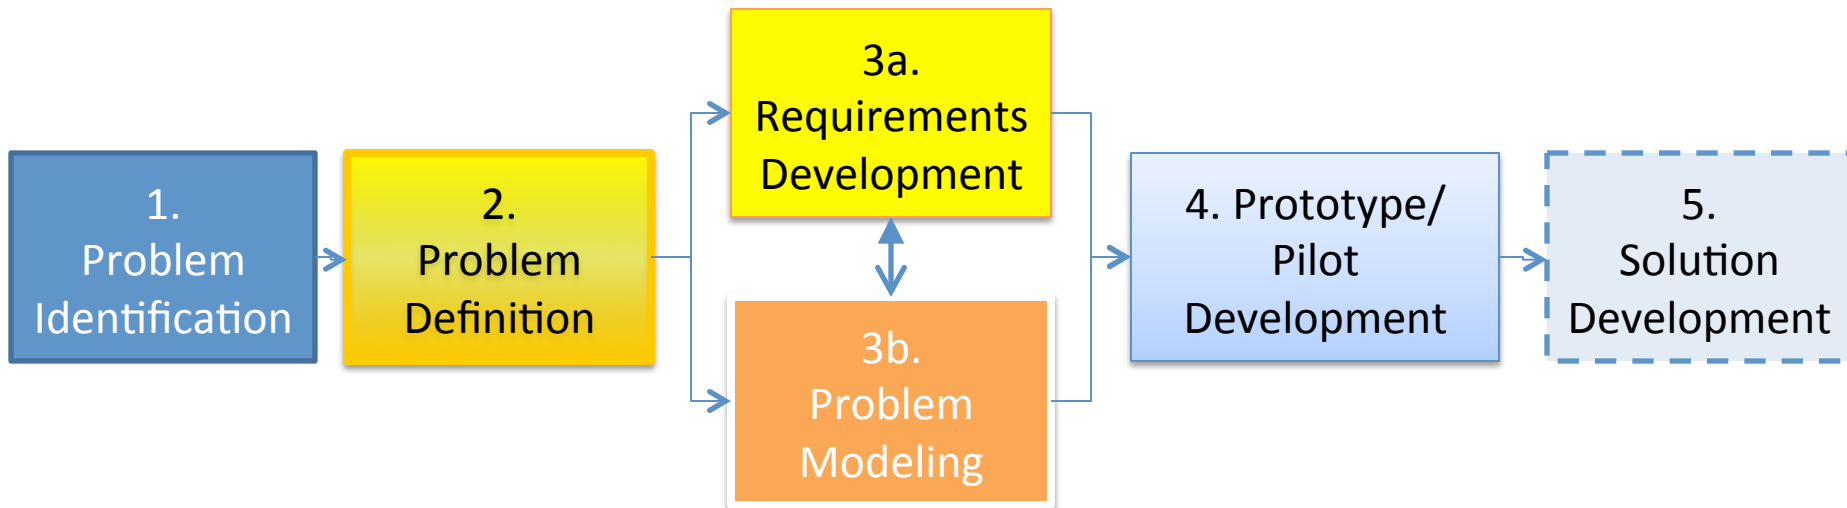 1.
Problem
Identification
2.
Problem
Definition
3a.
Requirements
Development
3b.
Problem
Modeling
4. Prototype/
Pilot
Development
5.
Solution
Development